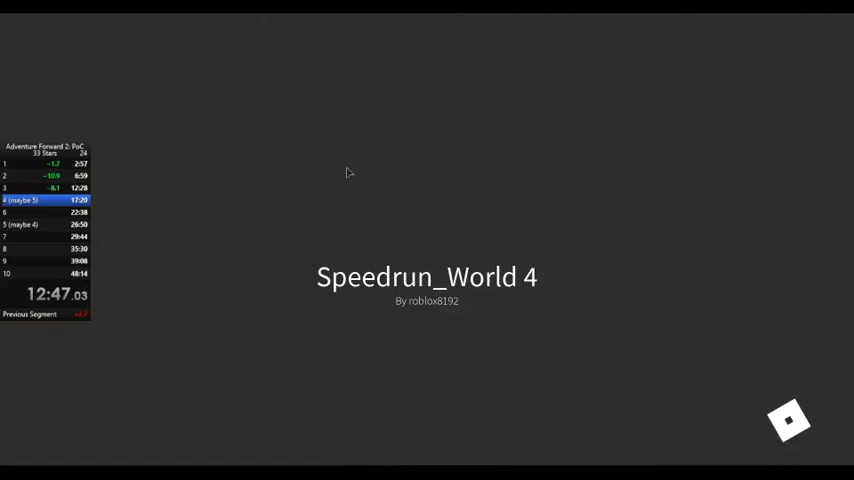 Adventure Forward 2: PoC
33 Stars 24
1 -1.7 2:57
2 -10.9 6:59
3 -8.1 12:28
4 (maybe 5) 17:20
6 22:38
5 (maybe 4) 26:50
7 29:44
8 35:30
9 39:08
10 48:14
12:47.03
Previous Segment +2.7
Speedrun_World 4
By roblox8192